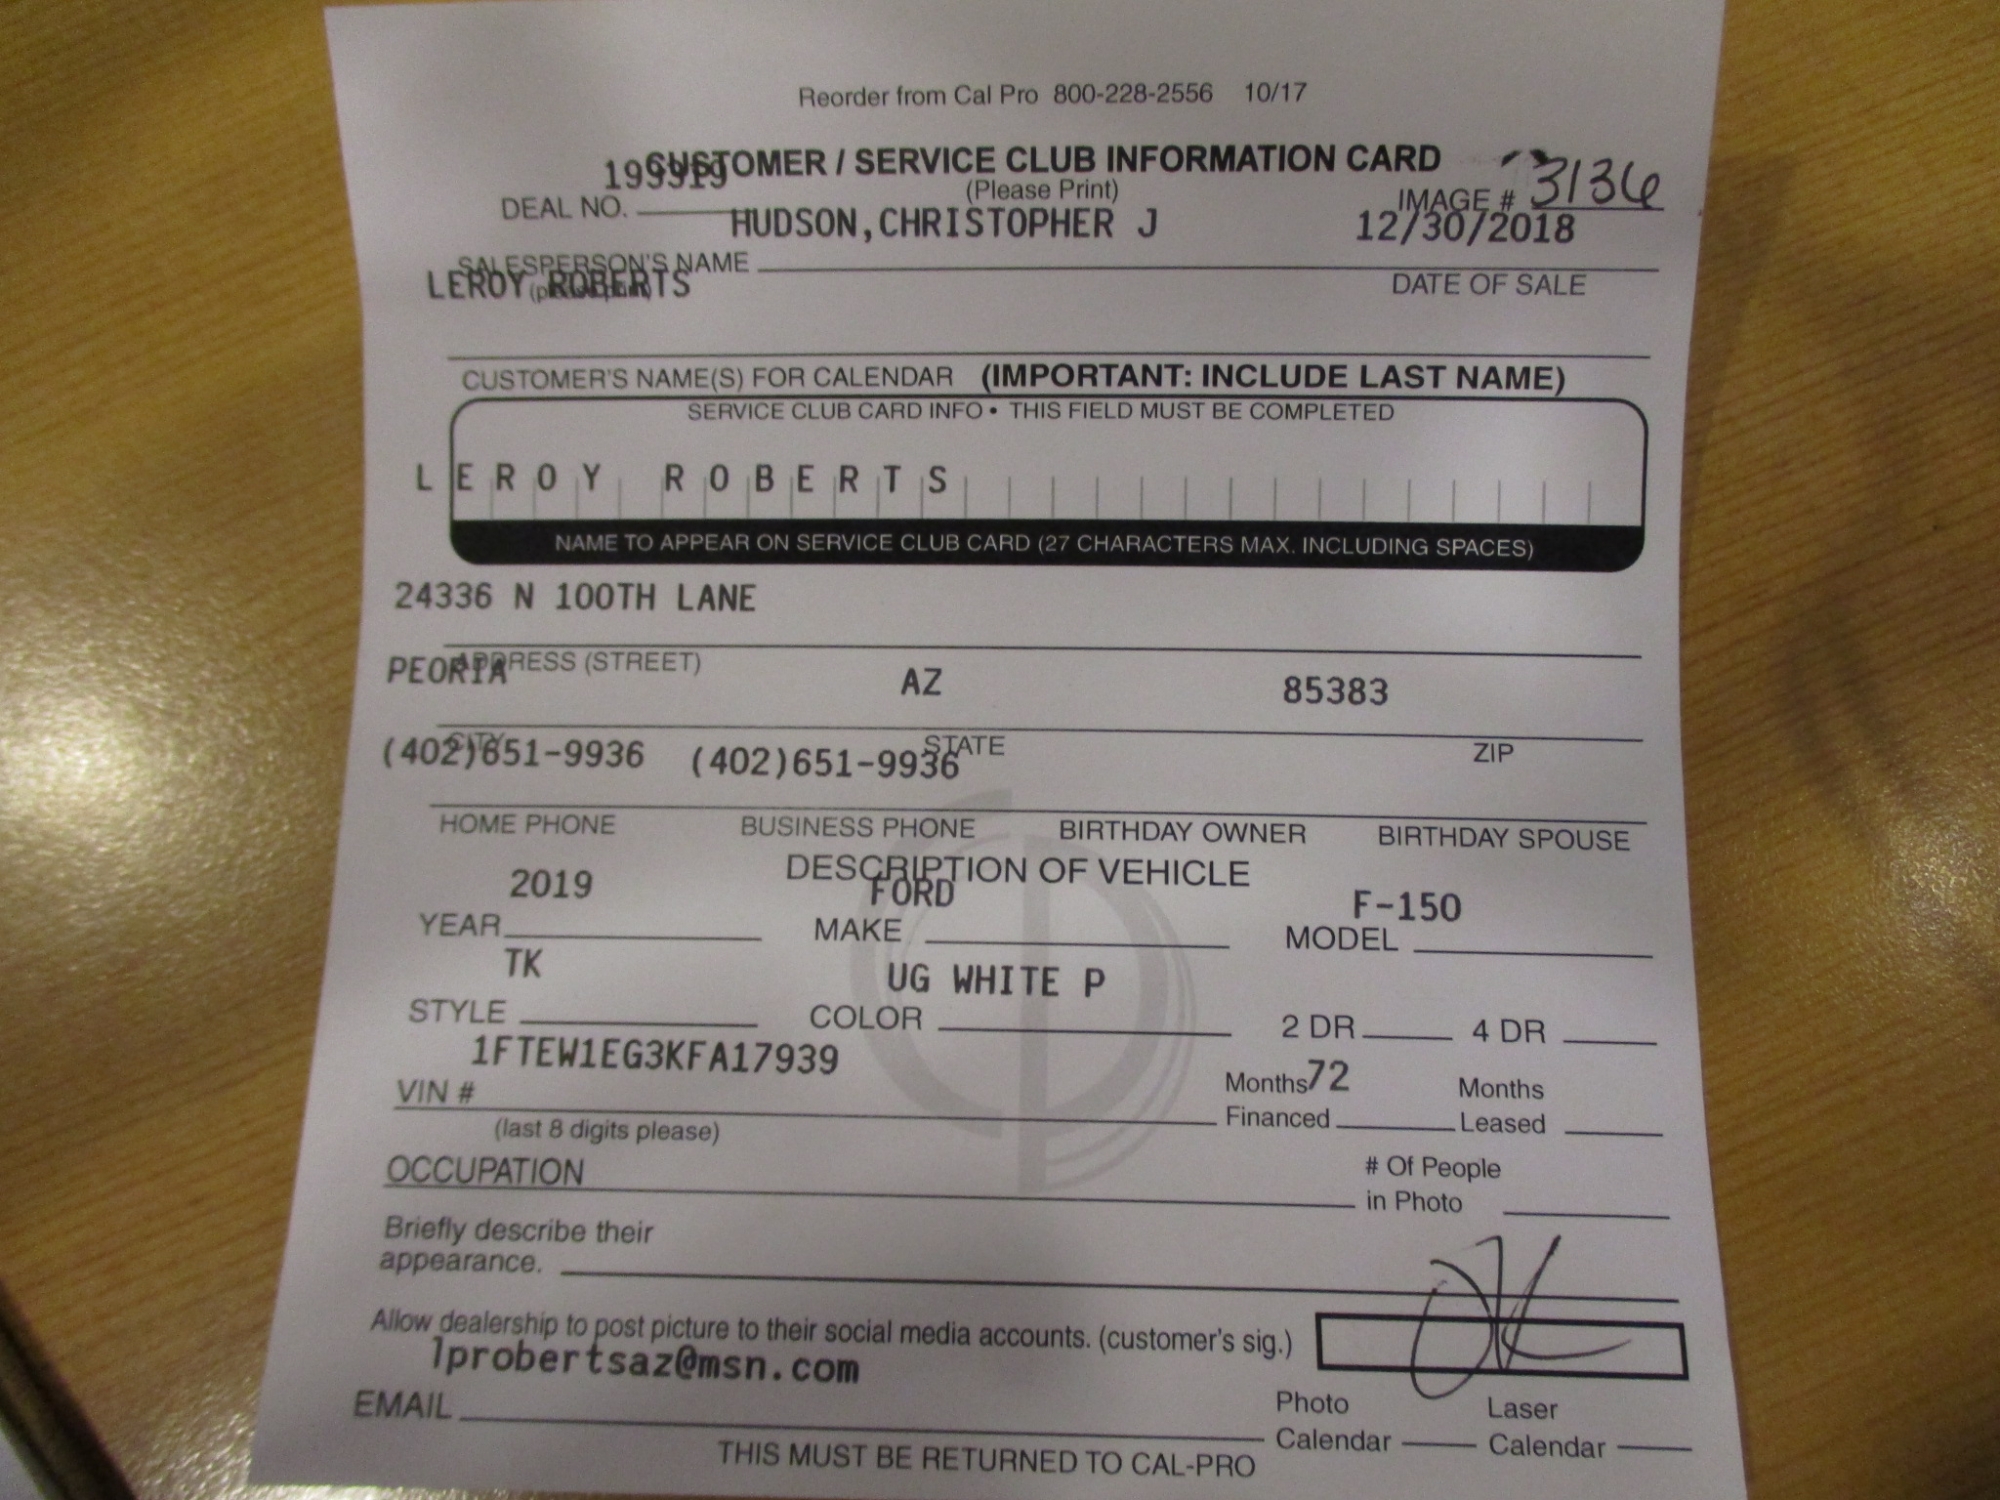 Reorder from Cal Pro 800-228-2556 10/17
CUSTOMER / SERVICE CLUB INFORMATION CARD
(Please Print)
DEAL NO. 199919 IMAGE # 3136
HUDSON,CHRISTOPHER J 12/30/2018
SALESPERSON'S NAME DATE OF SALE
(please print)
LEROY ROBERTS
CUSTOMER'S NAME(S) FOR CALENDAR (IMPORTANT: INCLUDE LAST NAME)
SERVICE CLUB CARD INFO • THIS FIELD MUST BE COMPLETED
LEROY ROBERTS
NAME TO APPEAR ON SERVICE CLUB CARD (27 CHARACTERS MAX. INCLUDING SPACES)
24336 N 100TH LANE
ADDRESS (STREET)
PEORIA AZ 85383
CITY STATE ZIP
(402)651-9936 (402)651-9936
HOME PHONE BUSINESS PHONE BIRTHDAY OWNER BIRTHDAY SPOUSE
DESCRIPTION OF VEHICLE
2019 FORD F-150
YEAR MAKE MODEL
TK UG WHITE P
STYLE COLOR 2 DR 4 DR
1FTEW1EG3KFA17939 72
VIN # Months Financed Months Leased
(last 8 digits please)
OCCUPATION # Of People in Photo
Briefly describe their
appearance.
Allow dealership to post picture to their social media accounts. (customer's sig.)
lprobertsaz@msn.com
EMAIL Photo Calendar Laser Calendar
THIS MUST BE RETURNED TO CAL-PRO